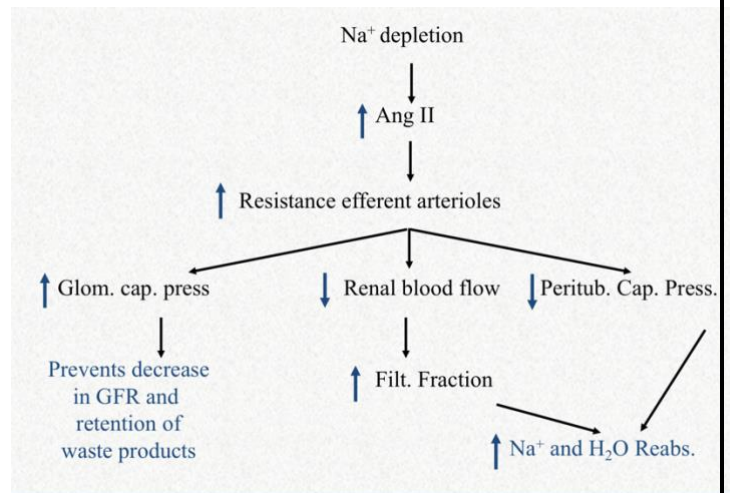 Na⁺ depletion
Ang II
Resistance efferent arterioles
Glom. cap. press
Renal blood flow
Peritub. Cap. Press.
Prevents decrease
in GFR and
retention of
waste products
Filt. Fraction
Na⁺ and H₂O Reabs.